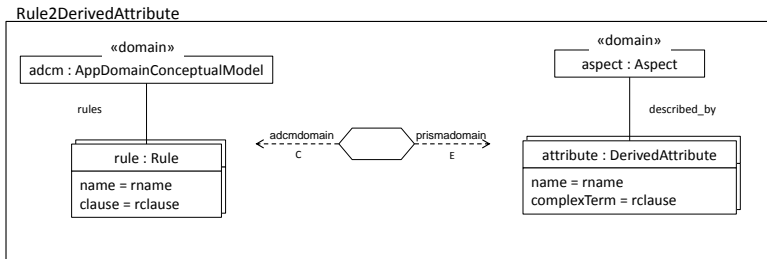 Rule2DerivedAttribute
«domain»
adcm : AppDomainConceptualModel
rules
rule : Rule
name = rname
clause = rclause
adcmdomain
C
prismadomain
E
«domain»
aspect : Aspect
described_by
attribute : DerivedAttribute
name = rname
complexTerm = rclause